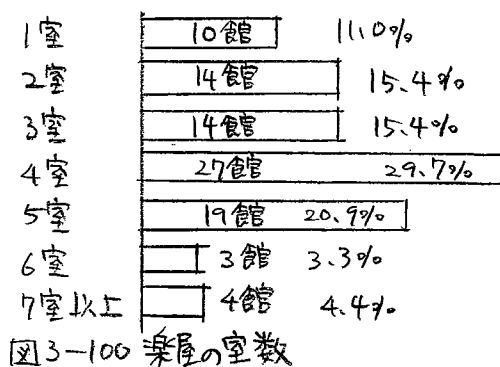 1室 10館 11.0%
2室 14館 15.4%
3室 14館 15.4%
4室 27館 29.7%
5室 19館 20.9%
6室 3館 3.3%
7室以上 4館 4.4%
図3-100 楽屋の室数